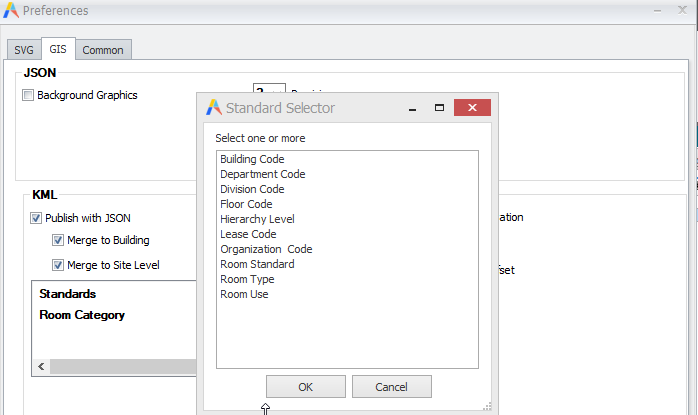 Preferences
SVG
GIS
Common
JSON
Background Graphics
Standard Selector
Select one or more
Building Code
Department Code
Division Code
Floor Code
Hierarchy Level
Lease Code
Organization Code
Room Standard
Room Type
Room Use
OK
Cancel
KML
Publish with JSON
Merge to Building
Merge to Site Level
Standards
Room Category